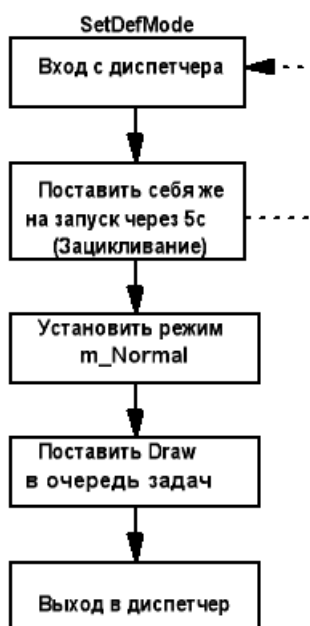 SetDefMode
Вход с диспетчера
Поставить себя же
на запуск через 5с
(Зацикливание)
Установить режим
m_Normal
Поставить Draw
в очередь задач
Выход в диспетчер